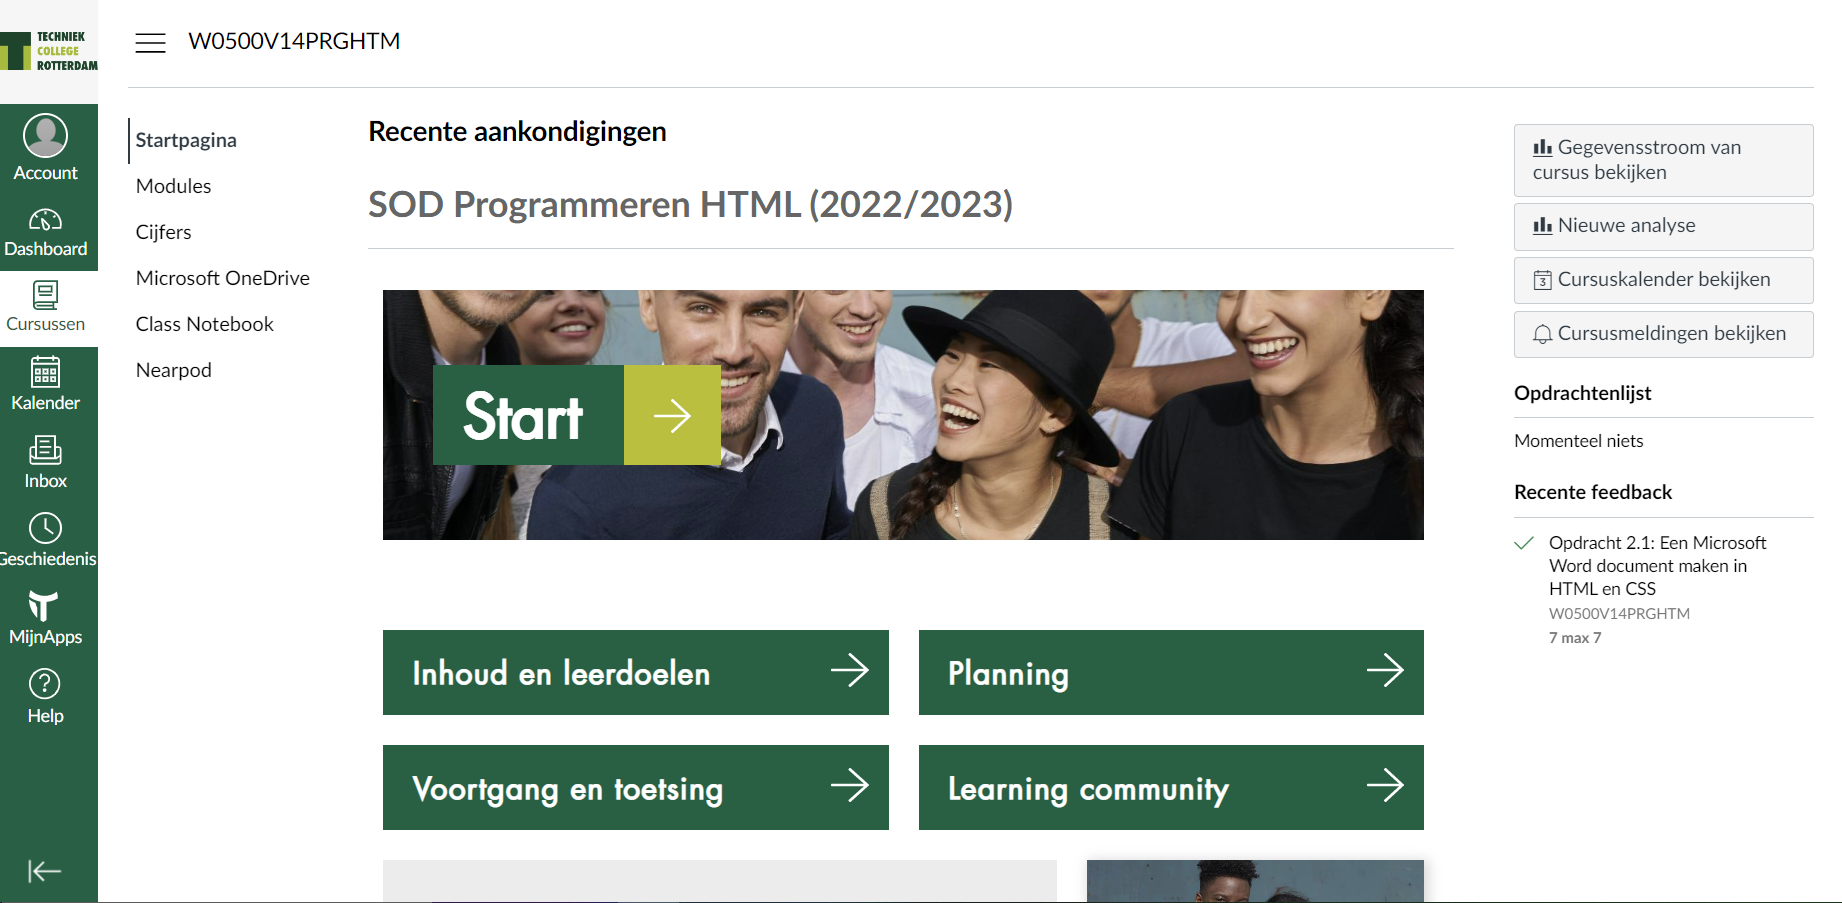 TECHNIEK
COLLEGE
ROTTERDAM
Account
Dashboard
Cursussen
Kalender
Inbox
Geschiedenis
MijnApps
Help
W0500V14PRGHTM
Startpagina
Modules
Cijfers
Microsoft OneDrive
Class Notebook
Nearpod
Recente aankondigingen
SOD Programmeren HTML (2022/2023)
Start
Inhoud en leerdoelen
Planning
Voortgang en toetsing
Learning community
Gegevensstroom van
cursus bekijken
Nieuwe analyse
3
Cursuskalender bekijken
Cursusmeldingen bekijken
Opdrachtenlijst
Momenteel niets
Recente feedback
Opdracht 2.1: Een Microsoft
Word document maken in
HTML en CSS
W0500V14PRGHTM
7 max 7